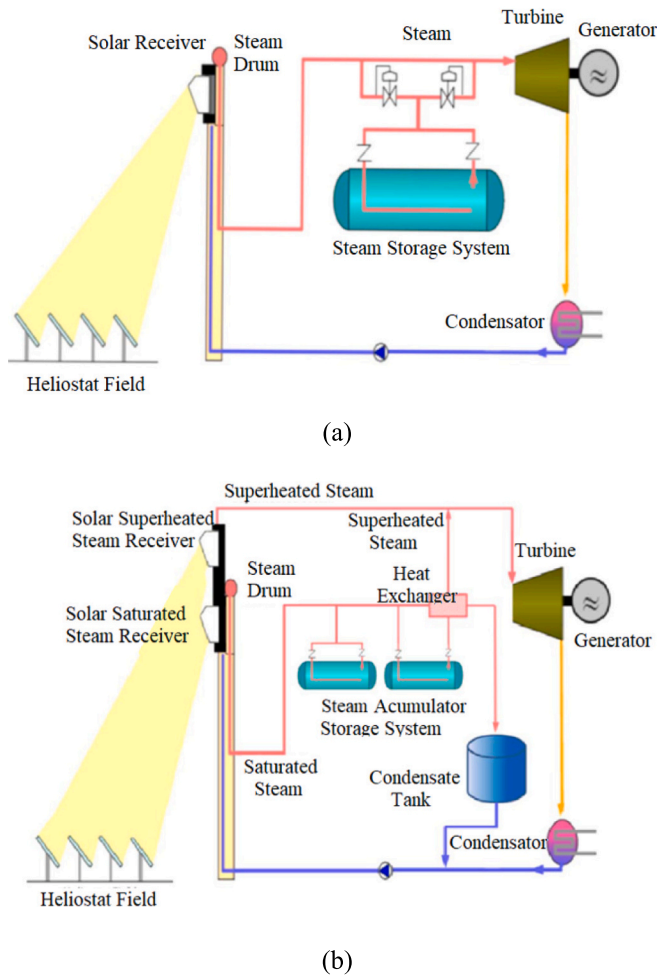 Turbine
Generator
Solar Receiver
Steam
Drum
Steam
Steam Storage System
Condensator
Heliostat Field
(a)
Superheated Steam
Solar Superheated
Steam Receiver
Superheated
Steam
Turbine
Steam
Drum
Heat
Exchanger
Solar Saturated
Steam Receiver
Generator
Steam Acumulator
Storage System
Saturated
Steam
Condensate
Tank
Condensator
Heliostat Field
(b)